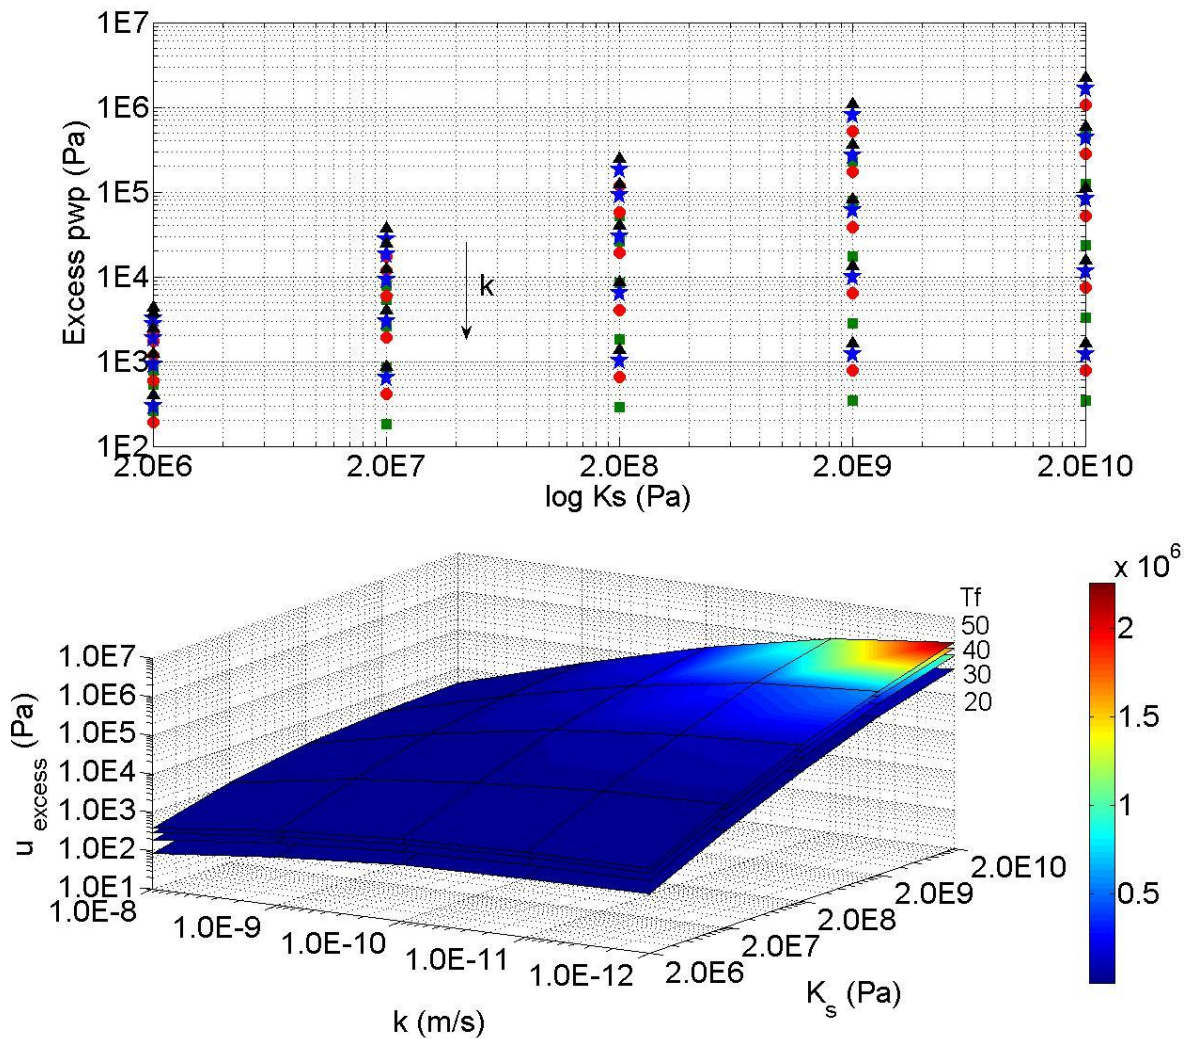 1E7
1E6
1E5
1E4
1E3
1E2
Excess pwp (Pa)
k
2.0E6 2.0E7 2.0E8 2.0E9 2.0E10
log Ks (Pa)
x 10^6
Tf
50
40
30
20
2
1.5
1
0.5
1.0E7
1.0E6
1.0E5
1.0E4
1.0E3
1.0E2
1.0E1
u_excess (Pa)
1.0E-8 1.0E-9 1.0E-10 1.0E-11 1.0E-12
k (m/s)
2.0E6 2.0E7 2.0E8 2.0E9 2.0E10
K_s (Pa)